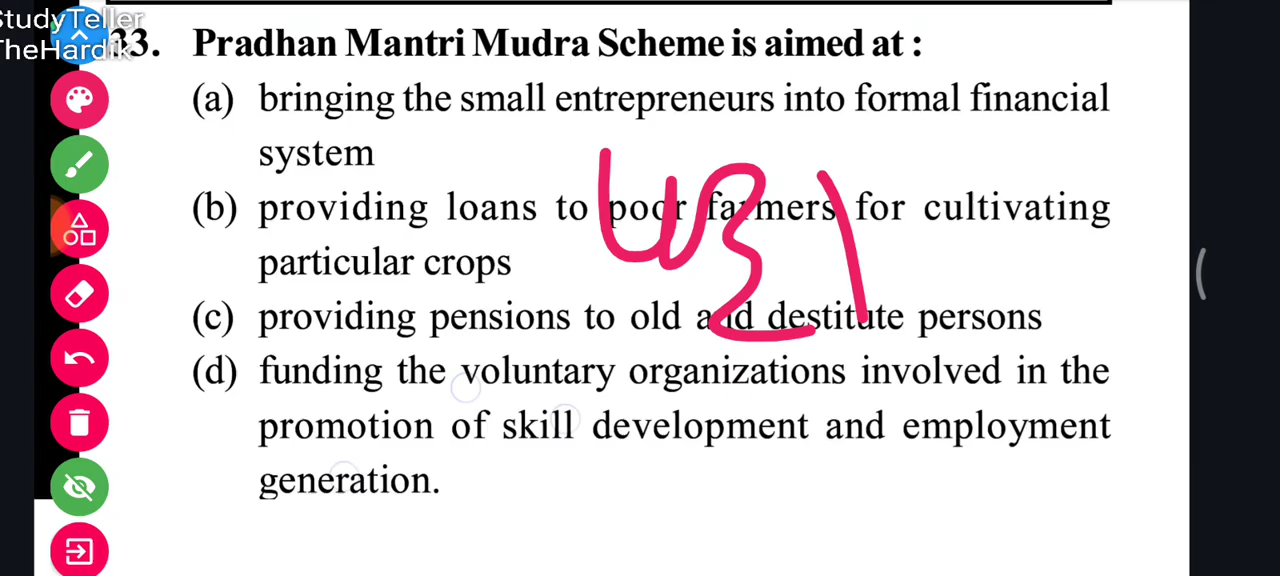 StudyTeller
TheHardik
33. Pradhan Mantri Mudra Scheme is aimed at :
(a) bringing the small entrepreneurs into formal financial
system
(b) providing loans to poor farmers for cultivating
particular crops
(c) providing pensions to old and destitute persons
(d) funding the voluntary organizations involved in the
promotion of skill development and employment
generation.